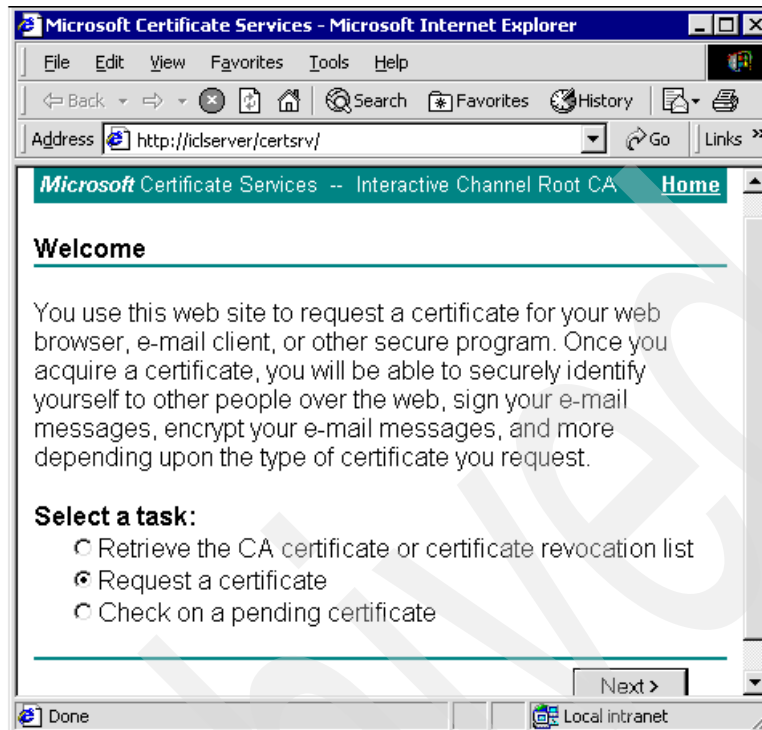 Microsoft Certificate Services - Microsoft Internet Explorer
File Edit View Favorites Tools Help
Back Search Favorites History
Address http://iclserver/certsrv/ Go Links »
Microsoft Certificate Services -- Interactive Channel Root CA Home
Welcome
You use this web site to request a certificate for your web
browser, e-mail client, or other secure program. Once you
acquire a certificate, you will be able to securely identify
yourself to other people over the web, sign your e-mail
messages, encrypt your e-mail messages, and more
depending upon the type of certificate you request.
Select a task:
Retrieve the CA certificate or certificate revocation list
Request a certificate
Check on a pending certificate
Next >
Done Local intranet